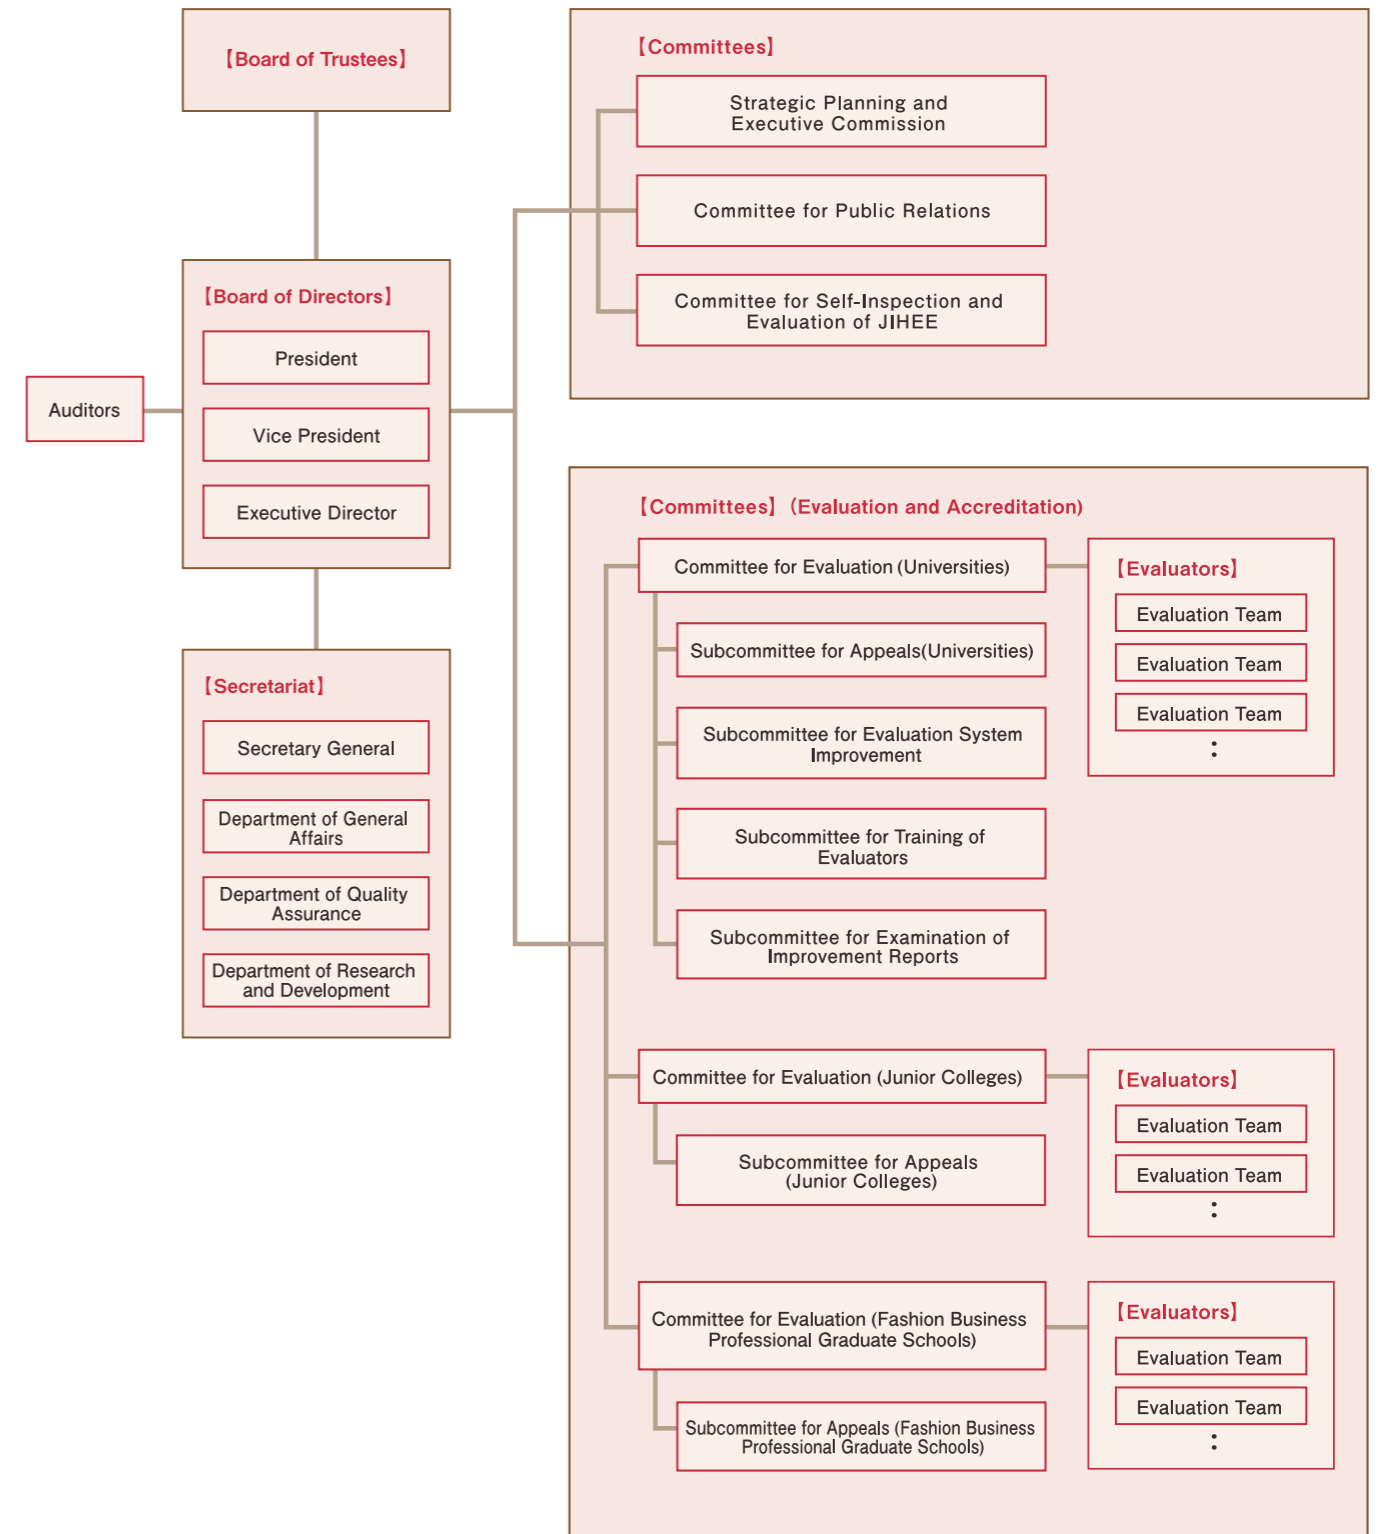 【Board of Trustees】
【Board of Directors】
President
Vice President
Executive Director
Auditors
【Secretariat】
Secretary General
Department of General
Affairs
Department of Quality
Assurance
Department of Research
and Development
【Committees】
Strategic Planning and
Executive Commission
Committee for Public Relations
Committee for Self-Inspection and
Evaluation of JIHEE
【Committees】(Evaluation and Accreditation)
Committee for Evaluation (Universities)
Subcommittee for Appeals(Universities)
Subcommittee for Evaluation System
Improvement
Subcommittee for Training of
Evaluators
Subcommittee for Examination of
Improvement Reports
【Evaluators】
Evaluation Team
Evaluation Team
Evaluation Team
:
Committee for Evaluation (Junior Colleges)
Subcommittee for Appeals
(Junior Colleges)
【Evaluators】
Evaluation Team
Evaluation Team
:
Committee for Evaluation (Fashion Business
Professional Graduate Schools)
Subcommittee for Appeals (Fashion Business
Professional Graduate Schools)
【Evaluators】
Evaluation Team
Evaluation Team
: